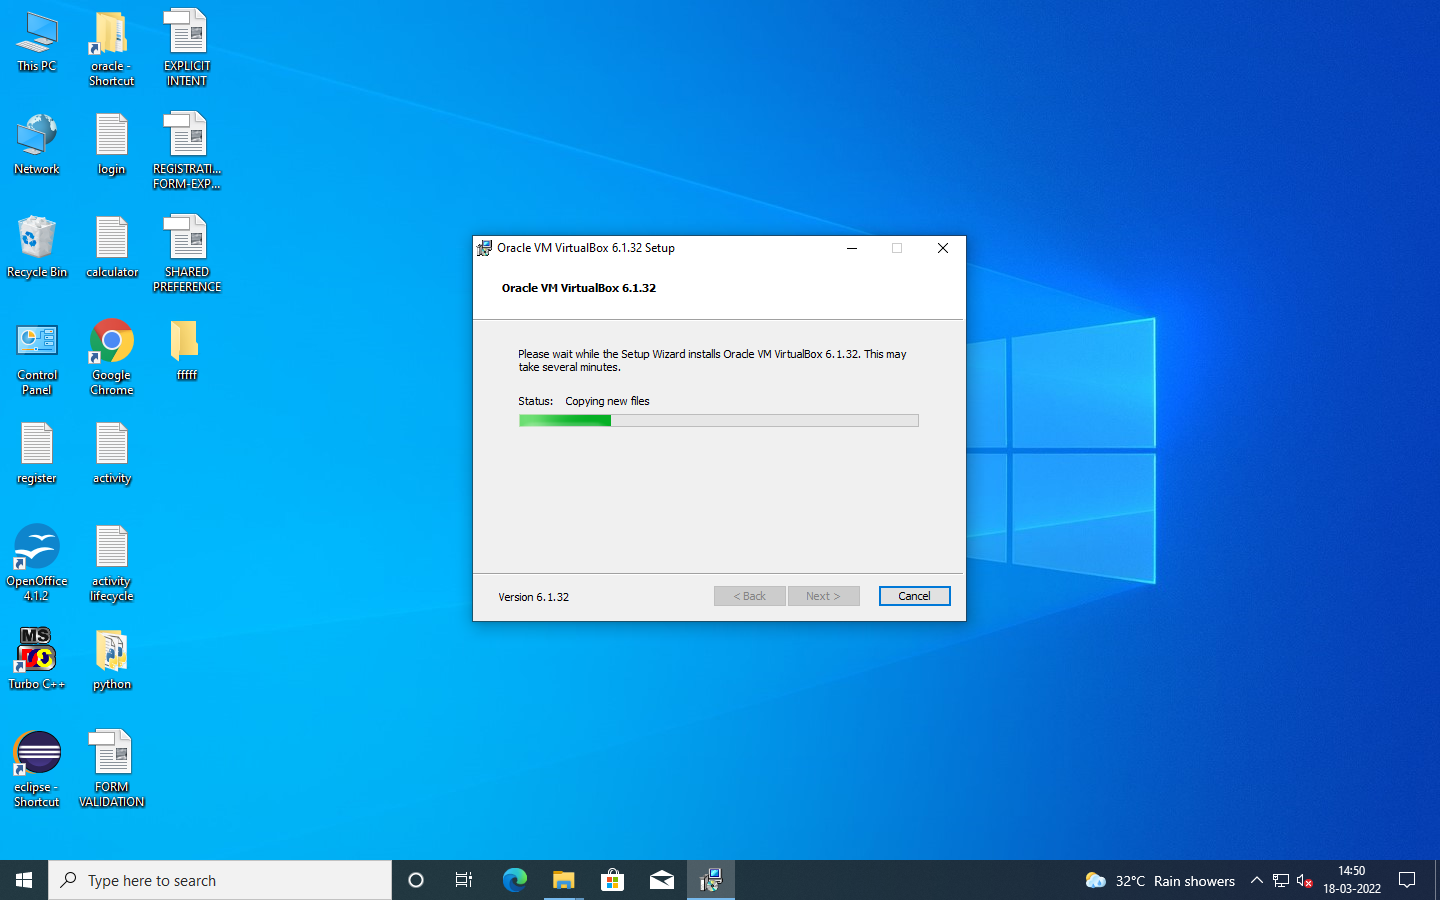 This PC
oracle -
Shortcut
EXPLICIT
INTENT
Network
login
REGISTRATI...
FORM-EXP...
Recycle Bin
calculator
SHARED
PREFERENCE
Control
Panel
Google
Chrome
fffff
register
activity
OpenOffice
4.1.2
activity
lifecycle
MS
Turbo C++
python
eclipse -
Shortcut
FORM
VALIDATION
Oracle VM VirtualBox 6.1.32 Setup
Oracle VM VirtualBox 6.1.32
Please wait while the Setup Wizard installs Oracle VM VirtualBox 6.1.32. This may
take several minutes.
Status: Copying new files
Version 6.1.32
< Back
Next >
Cancel
Type here to search
32°C Rain showers
14:50
18-03-2022